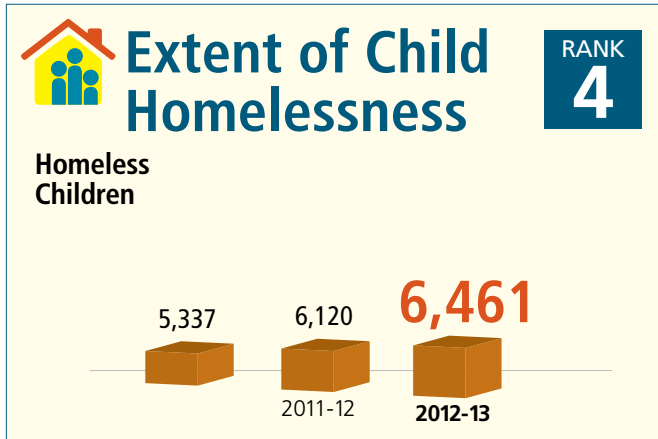 Extent of Child
Homelessness
RANK
4
Homeless
Children
5,337
6,120
6,461
2011-12
2012-13